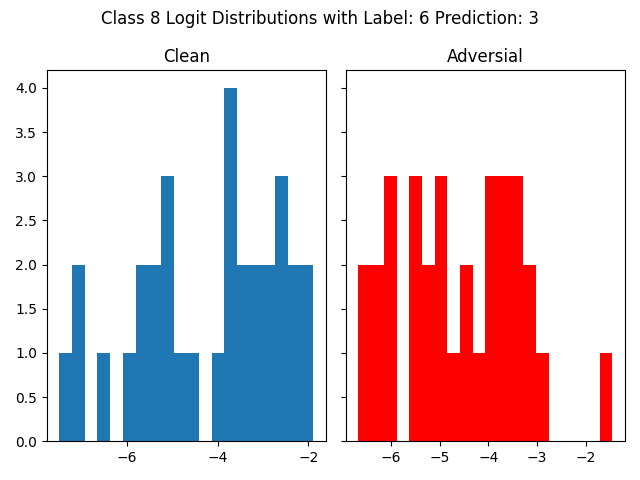 Class 8 Logit Distributions with Label: 6 Prediction: 3
Clean
Adversial
4.0
3.5
3.0
2.5
2.0
1.5
1.0
0.5
0.0
−6 −4 −2
−6 −5 −4 −3 −2